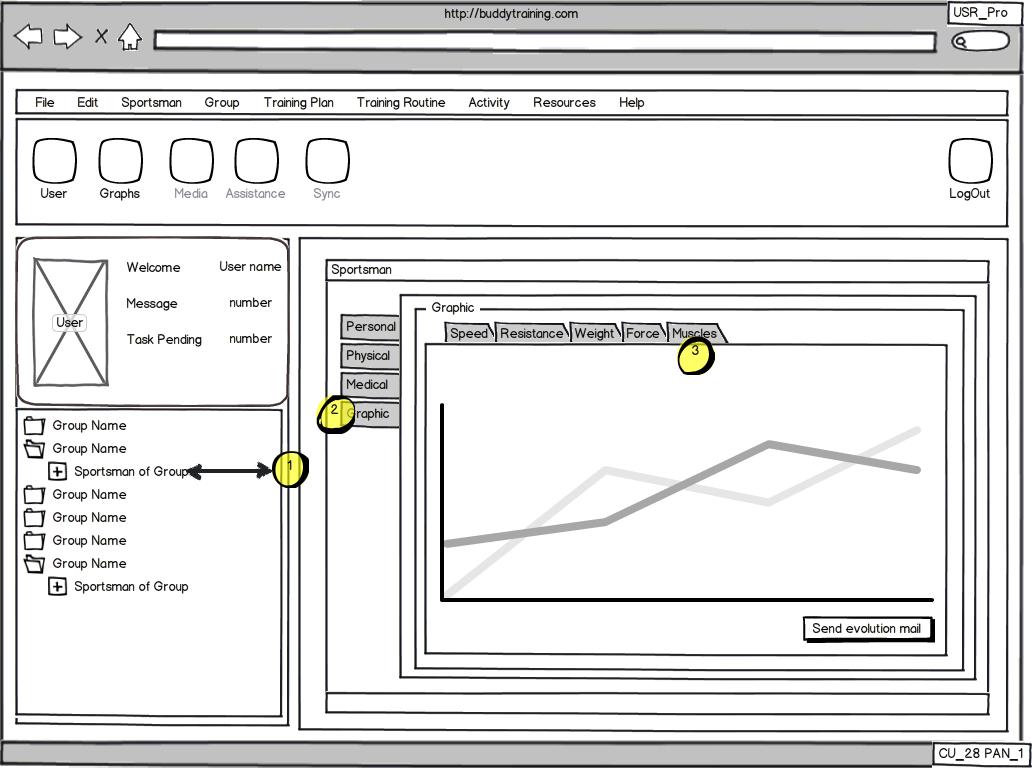 http://buddytraining.com
USR_Pro
File Edit Sportsman Group Training Plan Training Routine Activity Resources Help
User Graphs Media Assistance Sync LogOut
Welcome User name
Message number
User
Task Pending number
Group Name
Group Name
Sportsman of Group
1
Group Name
Group Name
Group Name
Group Name
Sportsman of Group
Sportsman
Personal
Physical
Medical
2
Graphic
Graphic
Speed Resistance Weight Force Muscles
3
Send evolution mail
CU_28 PAN_1